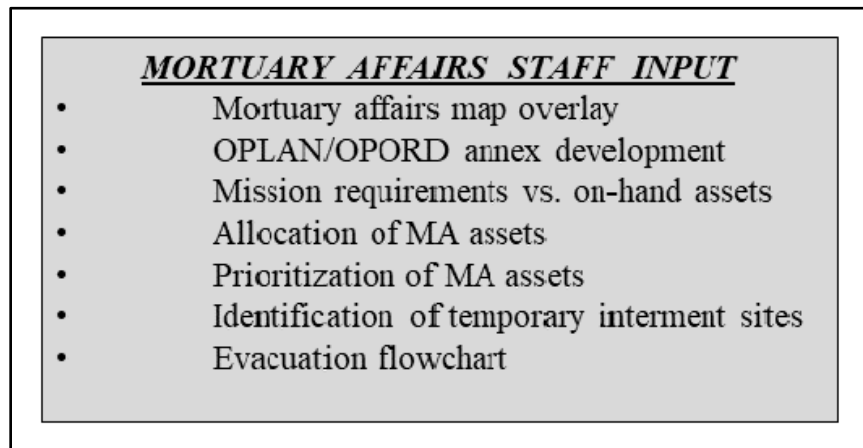 MORTUARY AFFAIRS STAFF INPUT
• Mortuary affairs map overlay
• OPLAN/OPORD annex development
• Mission requirements vs. on-hand assets
• Allocation of MA assets
• Prioritization of MA assets
• Identification of temporary interment sites
• Evacuation flowchart